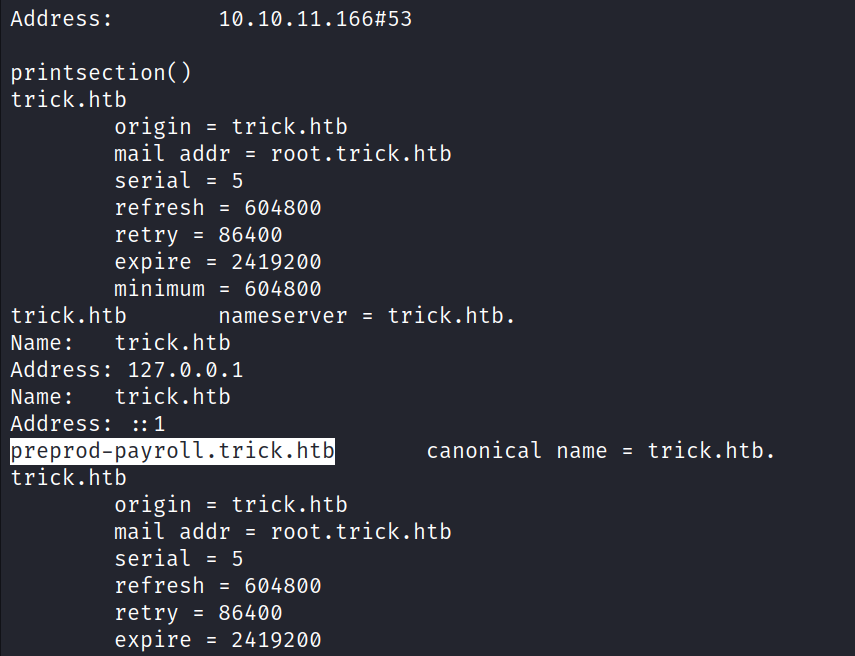 Address: 10.10.11.166#53
printsection()
trick.htb
origin = trick.htb
mail addr = root.trick.htb
serial = 5
refresh = 604800
retry = 86400
expire = 2419200
minimum = 604800
trick.htb nameserver = trick.htb.
Name: trick.htb
Address: 127.0.0.1
Name: trick.htb
Address: ::1
preprod-payroll.trick.htb canonical name = trick.htb.
trick.htb
origin = trick.htb
mail addr = root.trick.htb
serial = 5
refresh = 604800
retry = 86400
expire = 2419200